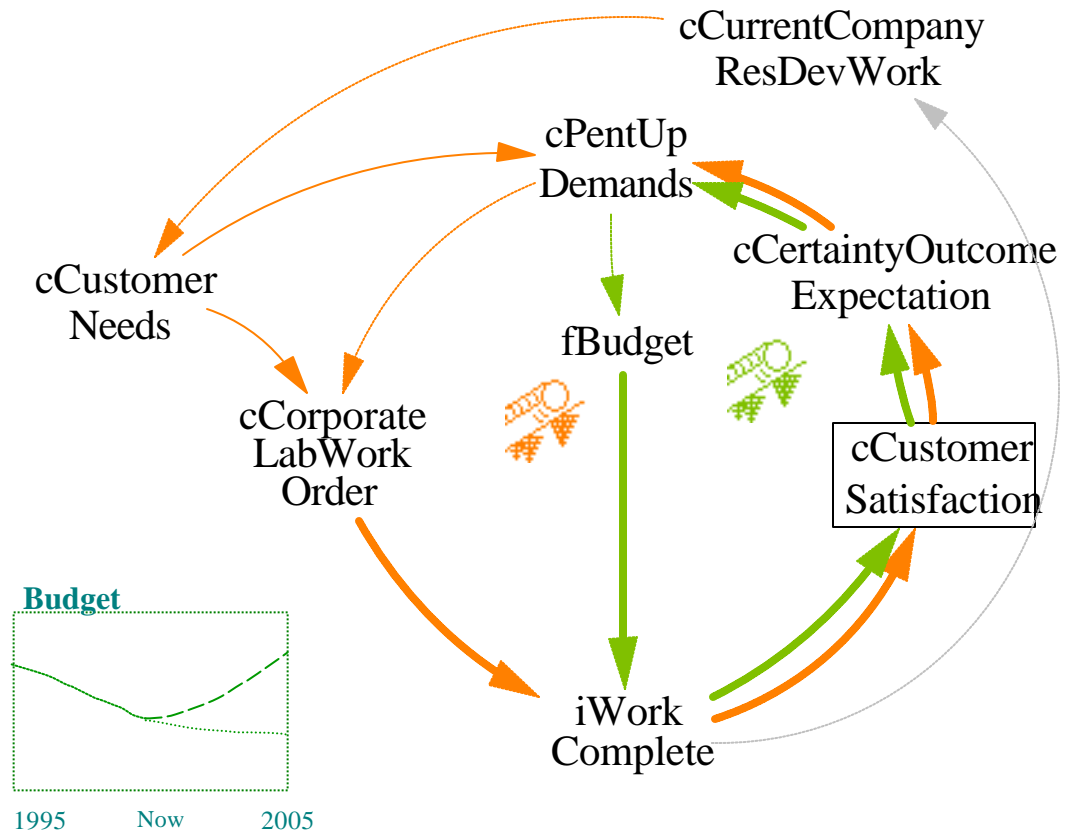 cCurrentCompany
ResDevWork
cPentUp
Demands
cCertaintyOutcome
Expectation
cCustomer
Needs
fBudget
cCorporate
LabWork
Order
cCustomer
Satisfaction
Budget
iWork
Complete
1995 Now 2005